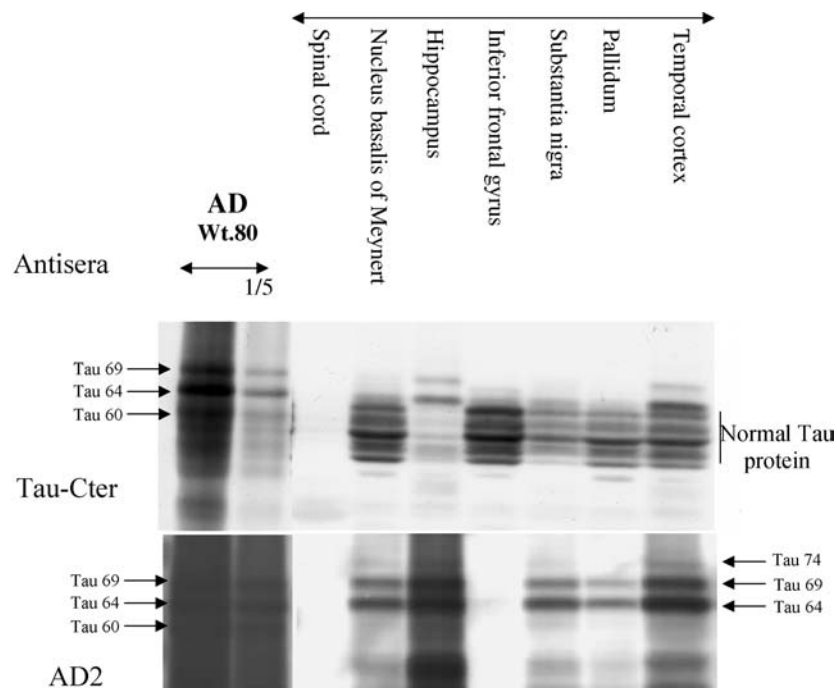 Spinal cord
Nucleus basalis of Meynert
Hippocampus
Inferior frontal gyrus
Substantia nigra
Pallidum
Temporal cortex
AD
Wt.80
Antisera
1/5
Tau 69
Tau 64
Tau 60
Normal Tau
protein
Tau-Cter
Tau 74
Tau 69
Tau 69
Tau 64
Tau 64
Tau 60
AD2